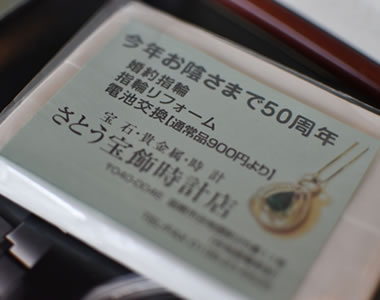 今年お陰さまで50周年
婚約指輪
指輪リフォーム
電池交換【通常品900円より】
宝石・貴金属・時計
さとう宝飾時計店
〒040-0046